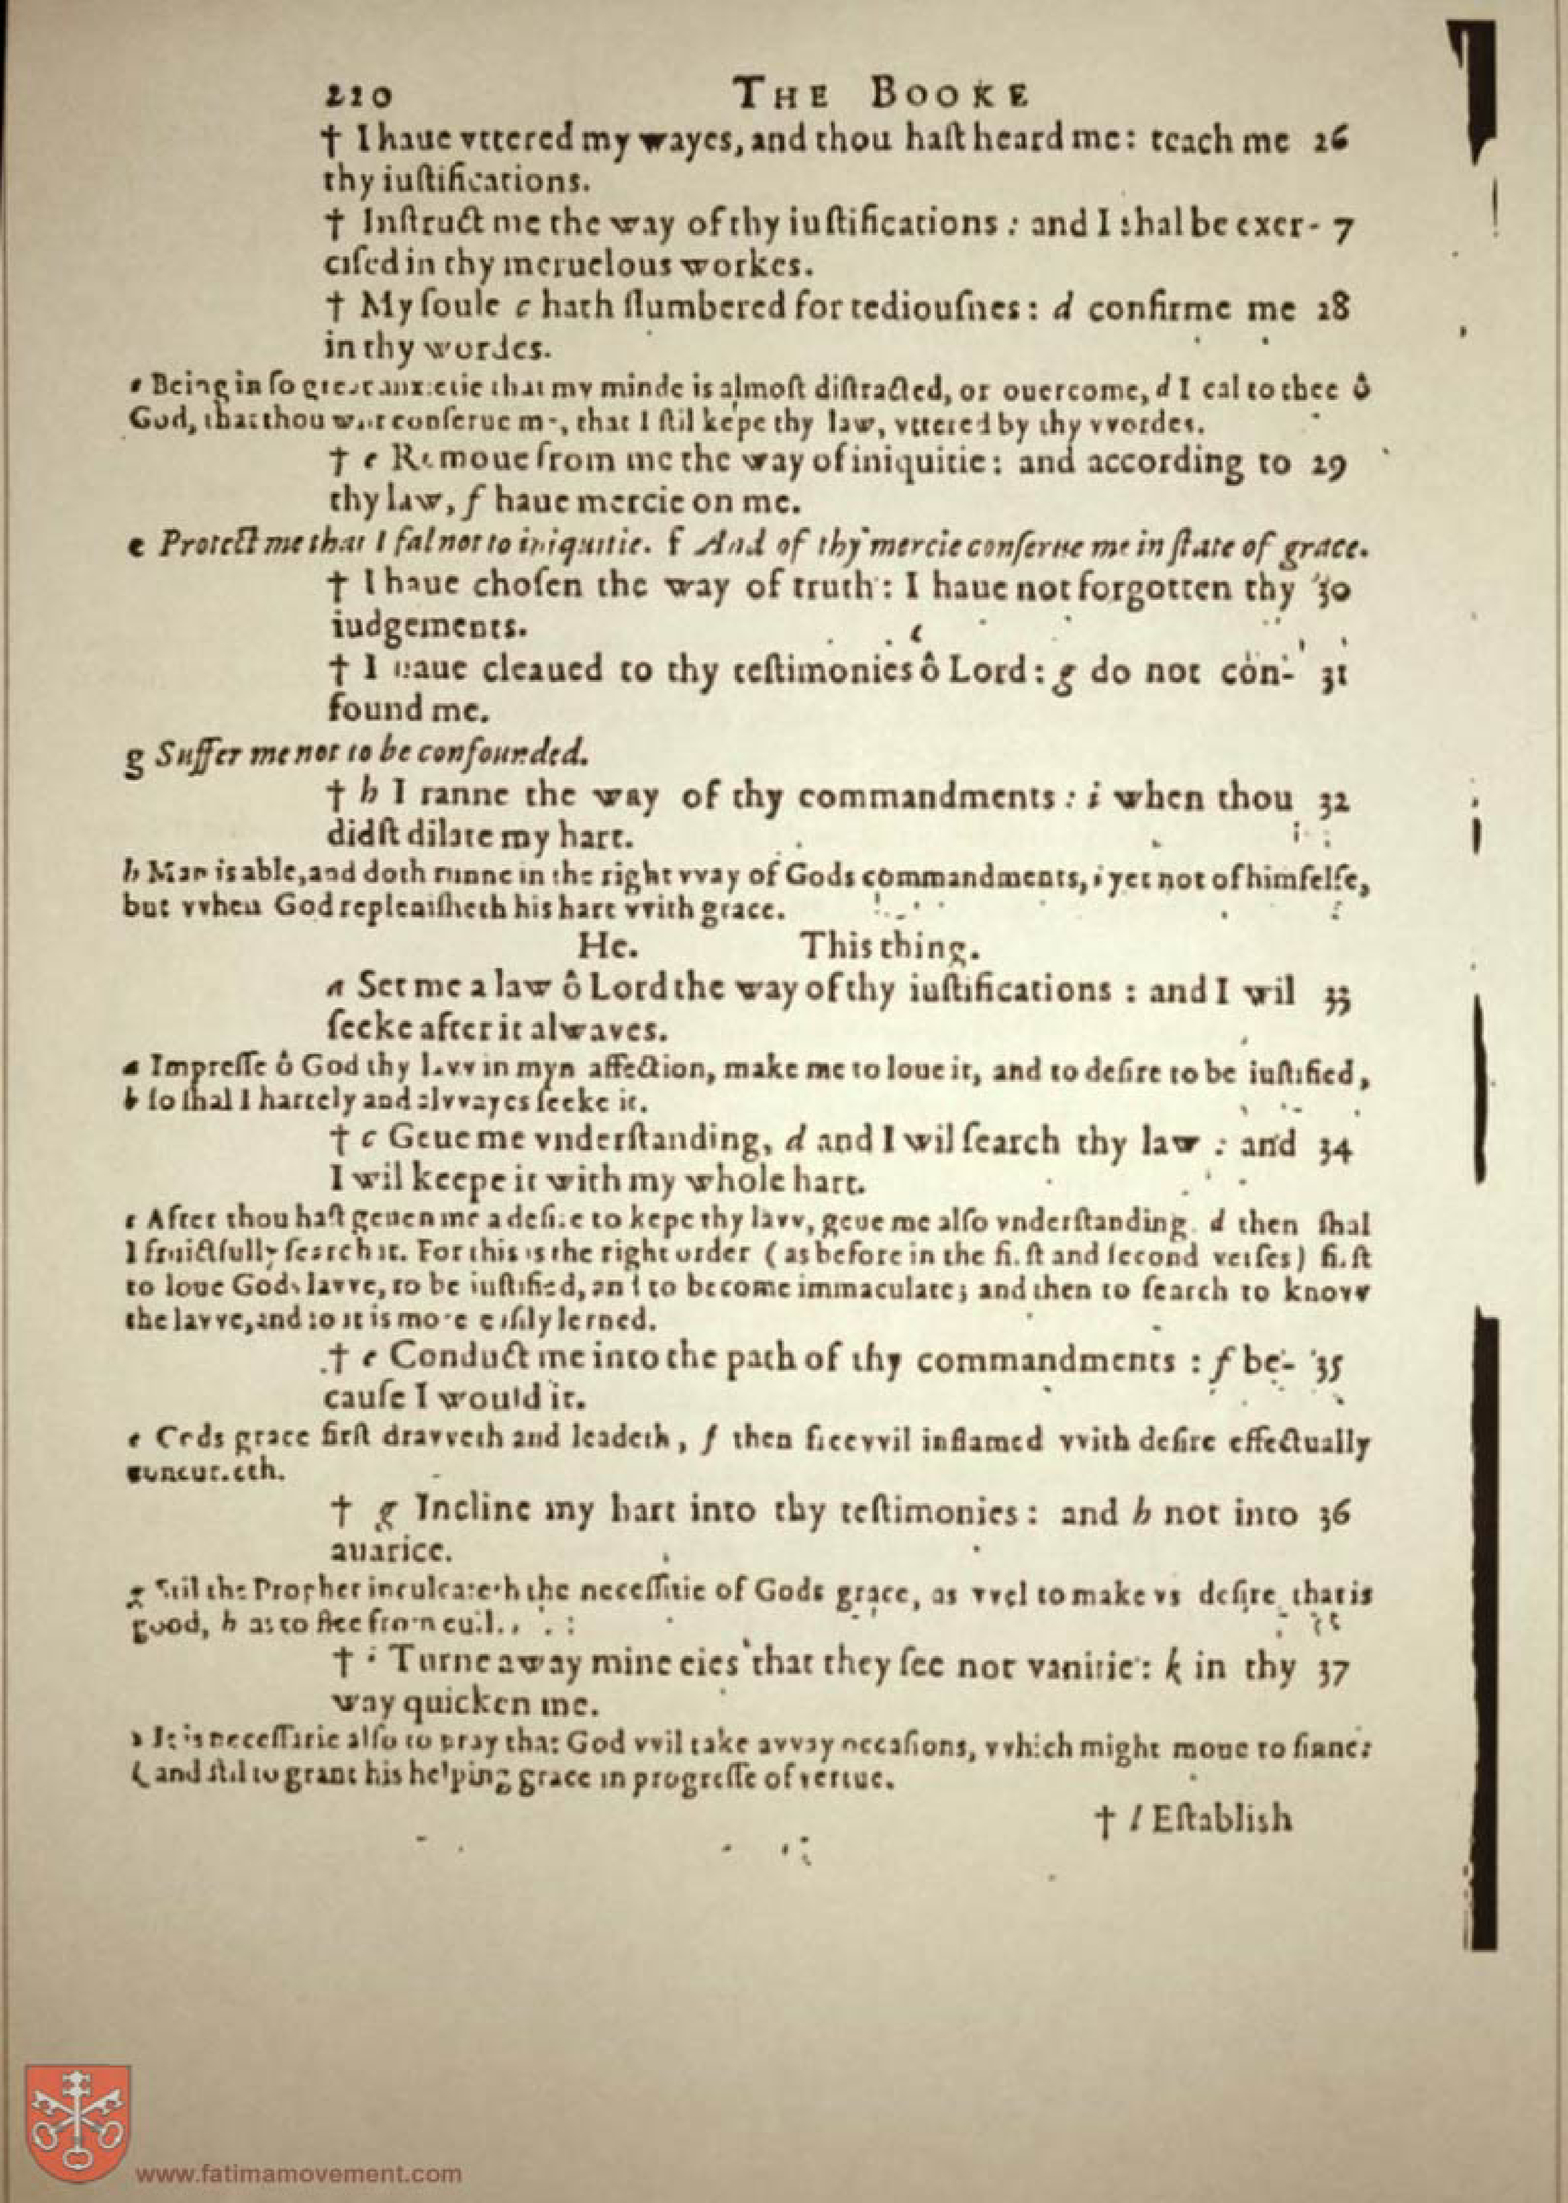 210 THE BOOKE
† I haue vttered my wayes, and thou haſt heard me: teach me 26
thy iuſtifications.
† Inſtruct me the way of thy iuſtifications : and I shal be exer- 7
ciſed in thy meruelous workes.
† My ſoule c hath ſlumbered for tediouſnes: d confirme me 28
in thy wordes.
Being in ſo great anxietie that my minde is almoſt diſtracted, or ouercome, d I cal to thee ô
God, that thou conſerue that I ſtil kepe thy law, vttered by thy vvordes.
† e Remoue from me the way of iniquitie: and according to 29
thy law, f haue mercie on me.
e Protect me that I fal not to iniquitie. f And of thy mercie conſerue me in ſtate of grace.
† I haue choſen the way of truth: I haue not forgotten thy 30
iudgements.
† I haue cleaued to thy teſtimonies ô Lord: g do not con- 31
found me.
g Suffer me not to be confounded.
† h I ranne the way of thy commandments : i when thou 32
didſt dilate my hart.
h Man is able, and doth runne in the right vvay of Gods commandments, i yet not of himſelfe,
but vvhen God repleniſheth his hart vvith grace.
He. This thing.
a Set me a law ô Lord the way of thy iuſtifications : and I wil 33
ſeeke after it alwayes.
a Impreſſe ô God thy lavv in myn affection, make me to loue it, and to deſire to be iuſtified,
b ſo ſhal I hartely and alvvayes ſeeke it.
† c Geue me vnderſtanding, d and I wil ſearch thy law : and 34
I wil keepe it with my whole hart.
c After thou haſt geuen me a deſire to kepe thy lavv, geue me alſo vnderſtanding. d then ſhal
I fruictfully ſearch it. For this is the right order (as before in the firſt and ſecond verſes) firſt
to loue Gods lavve, to be iuſtified, and to become immaculate; and then to ſearch to knovv
the lavve, and ſo it is more eaſily lerned.
† e Conduct me into the path of thy commandments : f be- 35
cauſe I would it.
e Gods grace firſt dravveth and leadeth, f then freevvil inflamed vvith deſire effectually
concurreth.
† g Incline my hart into thy teſtimonies: and h not into 36
auarice.
g Stil the Prophet inculcateth the neceſſitie of Gods grace, as vvel to make vs deſire that is
good, h as to flee from euil.
† i Turne away mine eies that they ſee not vanitie: k in thy 37
way quicken me.
i It is neceſſarie alſo to pray that God vvil take avvay occaſions, vvhich might moue to ſinne:
k and ſtil to grant his helping grace in progreſſe of vertue.
† l Eſtablish
www.fatimamovement.com